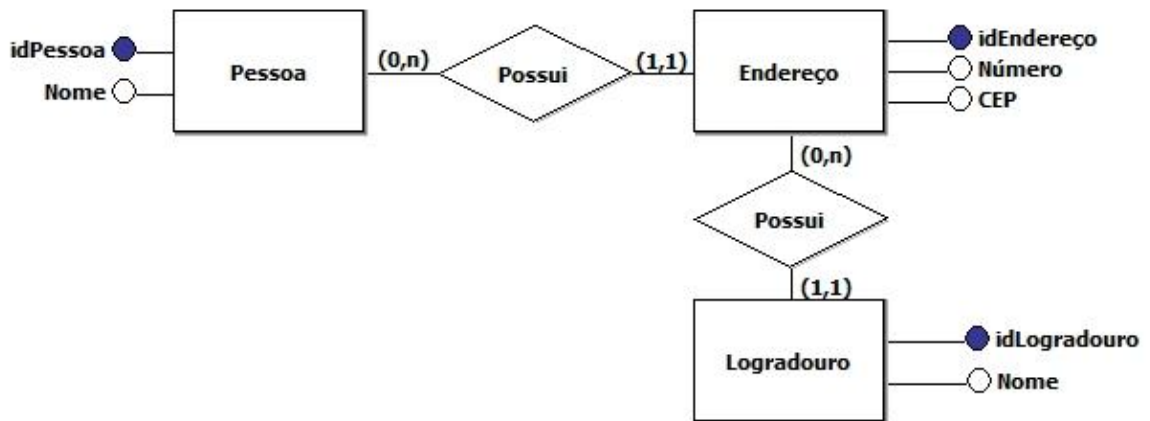 idPessoa
Nome
Pessoa
(0,n)
Possui
(1,1)
Endereço
idEndereço
Número
CEP
(0,n)
Possui
(1,1)
Logradouro
idLogradouro
Nome